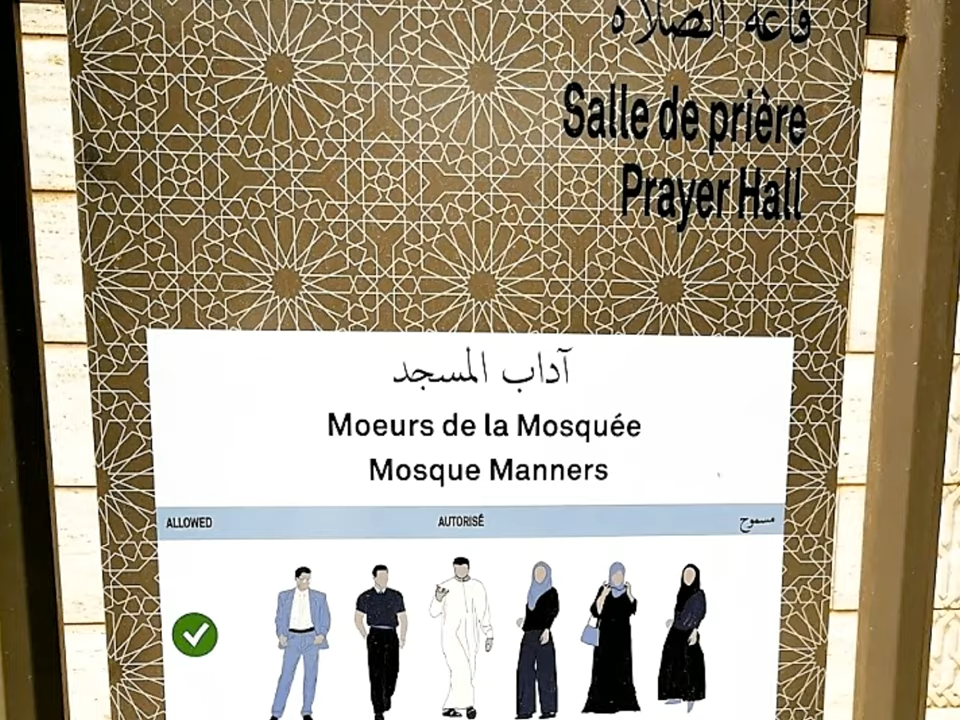 قاعة الصلاة
Salle de prière
Prayer Hall
آداب المسجد
Moeurs de la Mosquée
Mosque Manners
ALLOWED AUTORISÉ مسموح